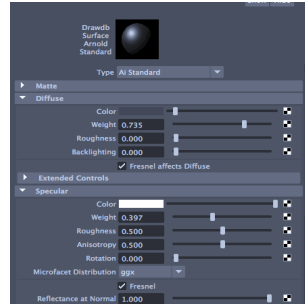 Drawdb
Surface
Arnold
Standard
Type Ai Standard
Matte
Diffuse
Color
Weight 0.735
Roughness 0.000
Backlighting 0.000
Fresnel affects Diffuse
Extended Controls
Specular
Color
Weight 0.397
Roughness 0.500
Anisotropy 0.500
Rotation 0.000
Microfacet Distribution ggx
Fresnel
Reflectance at Normal 1.000